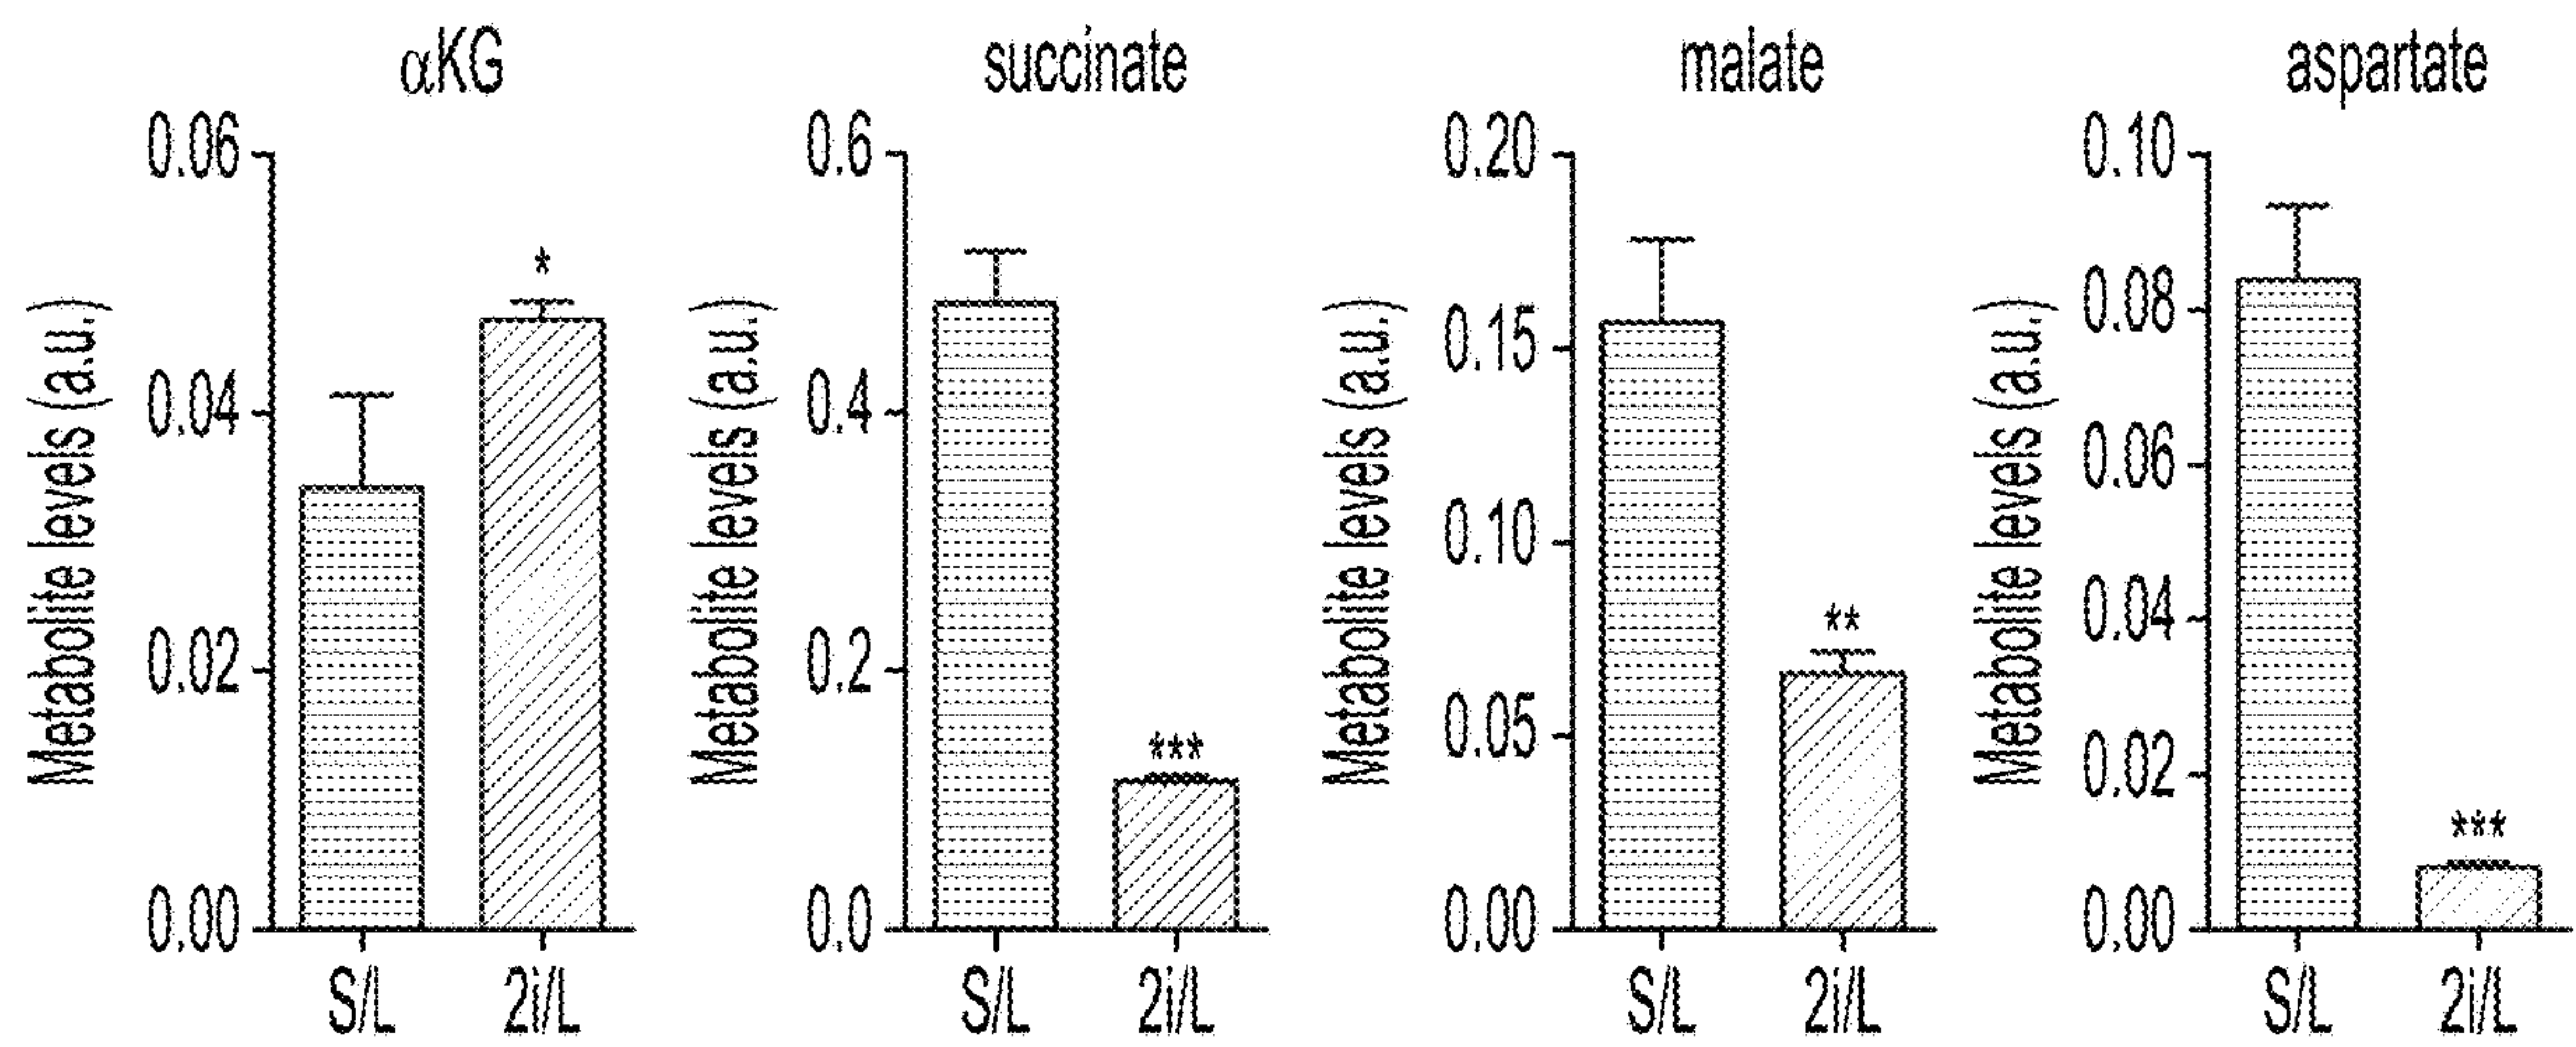 αKG
Metabolite levels (a.u.)
0.06
0.04
0.02
0.00
*
S/L 2i/L
succinate
Metabolite levels (a.u.)
0.6
0.4
0.2
0.0
***
S/L 2i/L
malate
Metabolite levels (a.u.)
0.20
0.15
0.10
0.05
0.00
**
S/L 2i/L
aspartate
Metabolite levels (a.u.)
0.10
0.08
0.06
0.04
0.02
0.00
***
S/L 2i/L